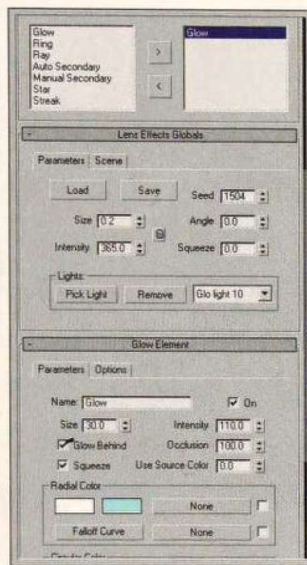 Glow
Ring
Ray
Auto Secondary
Manual Secondary
Star
Streak
>
<
Glow
- Lens Effects Globals
Parameters Scene
Load Save Seed 1504
Size 0.2 Angle 0.0
Intensity 365.0 Squeeze 0.0
Lights:
Pick Light Remove Glo light 10
- Glow Element
Parameters Options
Name: Glow On
Size 30.0 Intensity 110.0
Glow Behind Occlusion 100.0
Squeeze Use Source Color 0.0
Radial Color
None
Falloff Curve None
Circular Color